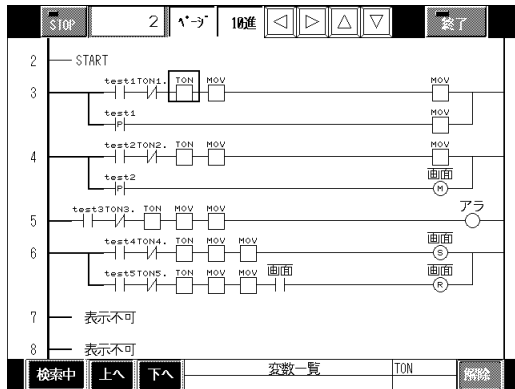 STOP 2 ページ 10進 終了
2 START
test1TON1. TON MOV MOV
3
test1 MOV
P
test2TON2. TON MOV MOV
4
test2 画面
P M
test3TON3. TON MOV MOV アラ
5
test4TON4. TON MOV MOV 画面
6 S
test5TON5. TON MOV MOV 画面 画面
R
7 表示不可
8 表示不可
検索中 上へ 下へ 変数一覧 TON 解除